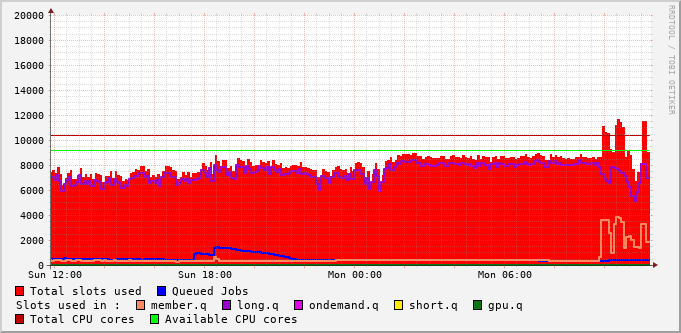 20000
18000
16000
14000
12000
10000
8000
6000
4000
2000
0
Sun 12:00 Sun 18:00 Mon 00:00 Mon 06:00
RRDTOOL / TOBI OETIKER
Total slots used Queued Jobs
Slots used in : member.q long.q ondemand.q short.q gpu.q
Total CPU cores Available CPU cores